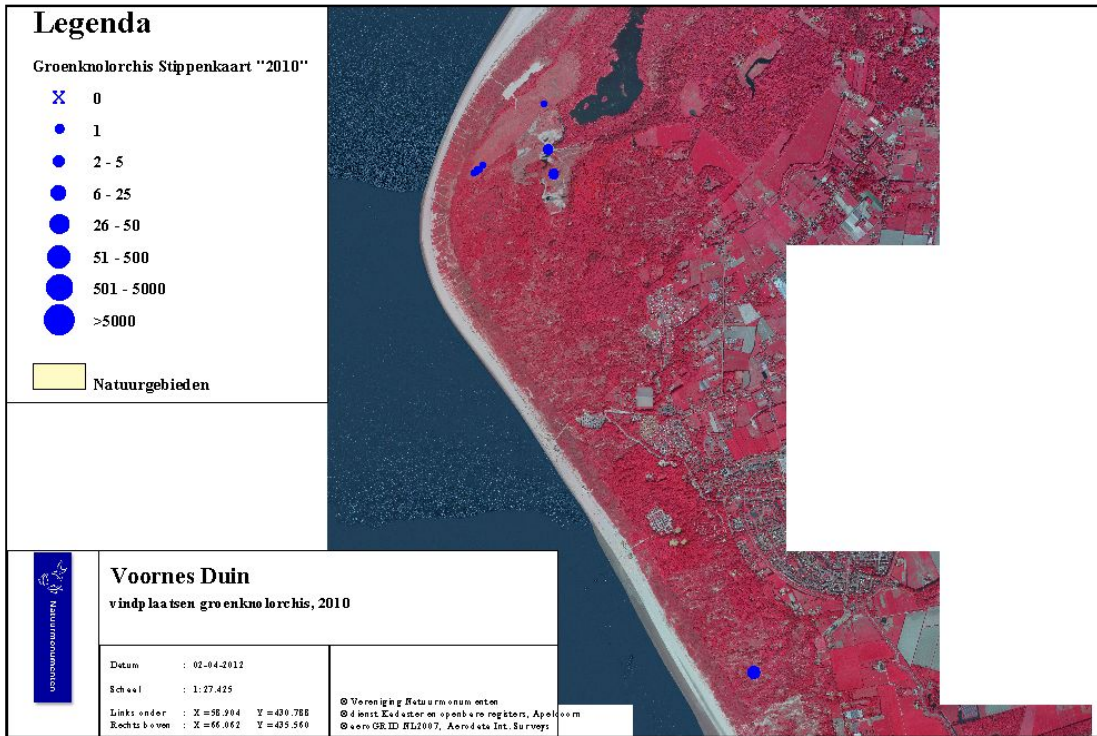 Legenda
Groenknolorchis Stippenkaart "2010"
X 0
1
2 - 5
6 - 25
26 - 50
51 - 500
501 - 5000
>5000
Natuurgebieden
Natuurmonumenten
Voornes Duin
vindplaatsen groenknolorchis, 2010
Datum : 02-04-2012
Schaal : 1:27.425
Links onder : X =58.904 Y =430.788
Rechts boven : X =66.062 Y =435.560
© Vereniging Natuurmonumenten
© dienst Kadaster en openbare registers, Apeldoorn
© aeroGRID NL2007, Aerodata Int. Surveys